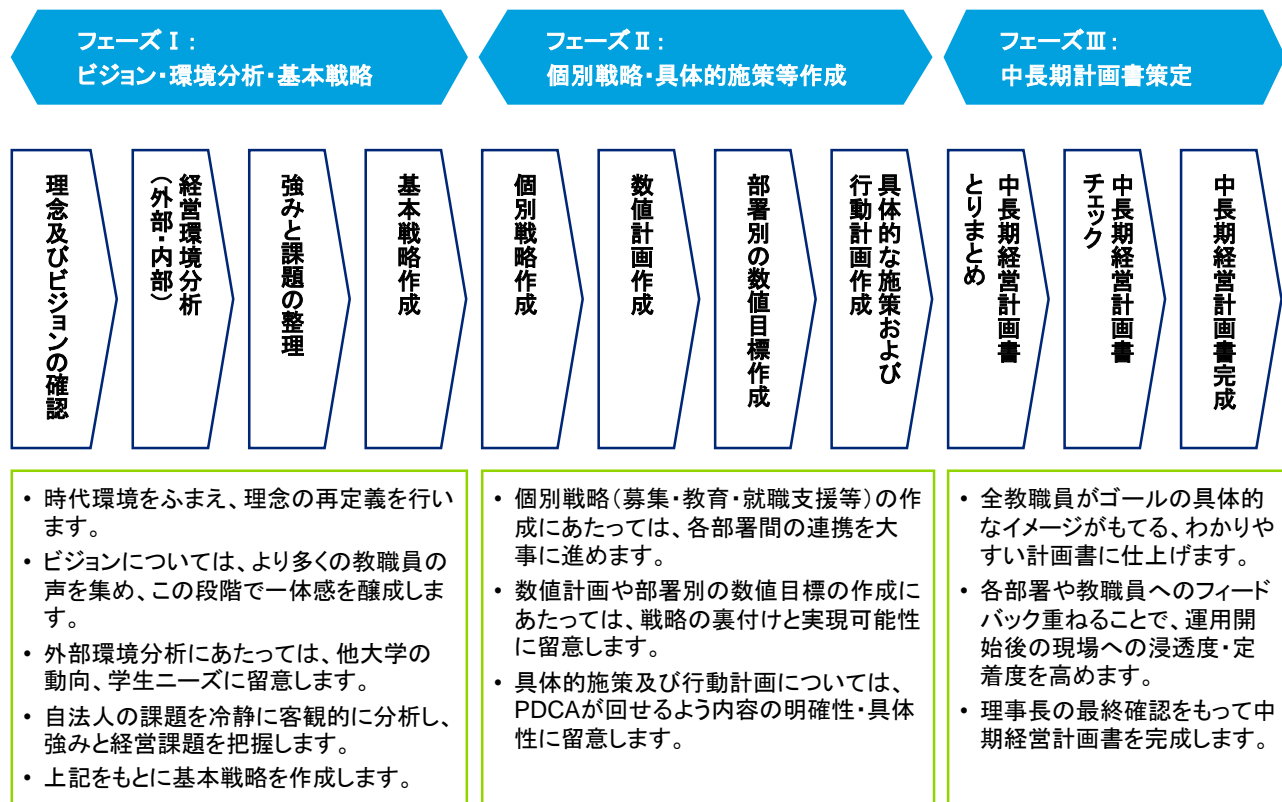 フェーズⅠ:
ビジョン・環境分析・基本戦略
フェーズⅡ:
個別戦略・具体的施策等作成
フェーズⅢ:
中長期計画書策定
理念及びビジョンの確認
経営環境分析
（外部・内部）
強みと課題の整理
基本戦略作成
個別戦略作成
数値計画作成
部署別の数値目標作成
具体的な施策および
行動計画作成
中長期経営計画書
とりまとめ
中長期経営計画書
チェック
中長期経営計画書完成
• 時代環境をふまえ、理念の再定義を行い
ます。
• ビジョンについては、より多くの教職員の
声を集め、この段階で一体感を醸成しま
す。
• 外部環境分析にあたっては、他大学の
動向、学生ニーズに留意します。
• 自法人の課題を冷静に客観的に分析し、
強みと経営課題を把握します。
• 上記をもとに基本戦略を作成します。
• 個別戦略（募集・教育・就職支援等）の作
成にあたっては、各部署間の連携を大
事に進めます。
• 数値計画や部署別の数値目標の作成に
あたっては、戦略の裏付けと実現可能性
に留意します。
• 具体的施策及び行動計画については、
PDCAが回せるよう内容の明確性・具体
性に留意します。
• 全教職員がゴールの具体的
なイメージがもてる、わかりや
すい計画書に仕上げます。
• 各部署や教職員へのフィード
バック重ねることで、運用開
始後の現場への浸透度・定
着度を高めます。
• 理事長の最終確認をもって中
期経営計画書を完成します。